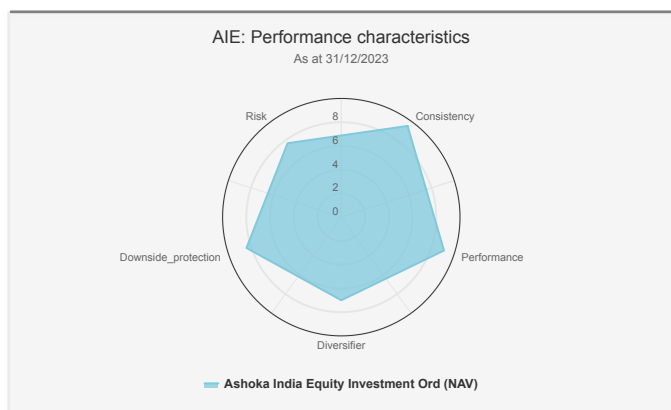 AIE: Performance characteristics
As at 31/12/2023
Risk
Consistency
8
6
4
2
0
Downside_protection
Performance
Diversifier
Ashoka India Equity Investment Ord (NAV)